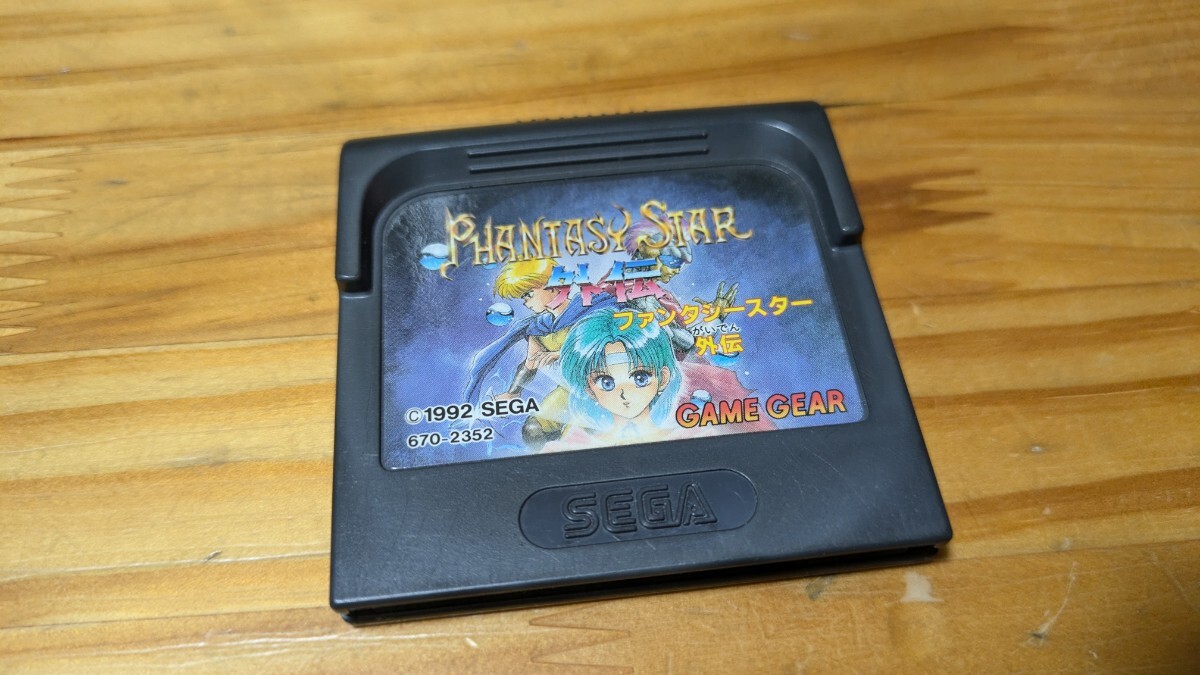 PHANTASY STAR
外伝
ファンタシースター
がいでん
外伝
©1992 SEGA
670-2352
GAME GEAR
SEGA